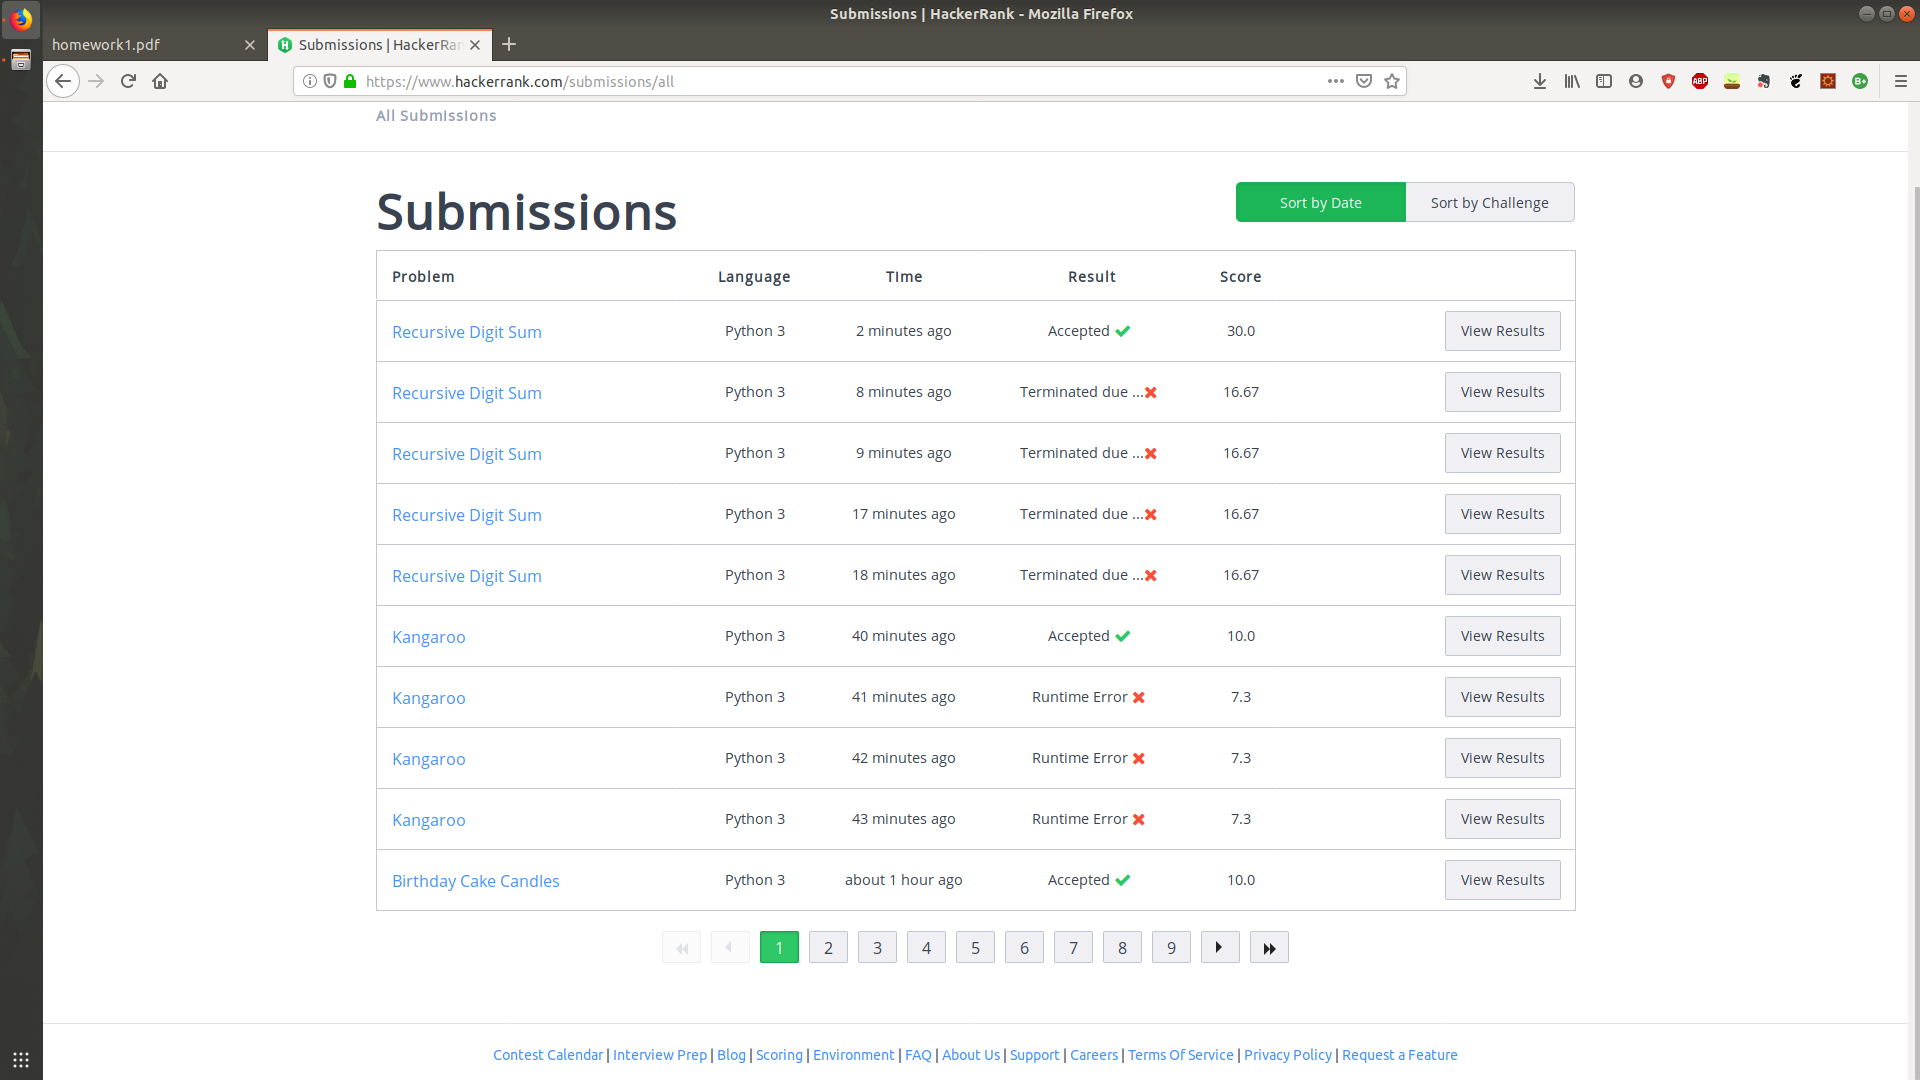 Submissions | HackerRank - Mozilla Firefox
homework1.pdf
Submissions | HackerRan
https://www.hackerrank.com/submissions/all
ABP
B+
All Submissions
Submissions
Sort by Date
Sort by Challenge
Problem Language Time Result Score
Recursive Digit Sum Python 3 2 minutes ago Accepted 30.0 View Results
Recursive Digit Sum Python 3 8 minutes ago Terminated due ... 16.67 View Results
Recursive Digit Sum Python 3 9 minutes ago Terminated due ... 16.67 View Results
Recursive Digit Sum Python 3 17 minutes ago Terminated due ... 16.67 View Results
Recursive Digit Sum Python 3 18 minutes ago Terminated due ... 16.67 View Results
Kangaroo Python 3 40 minutes ago Accepted 10.0 View Results
Kangaroo Python 3 41 minutes ago Runtime Error 7.3 View Results
Kangaroo Python 3 42 minutes ago Runtime Error 7.3 View Results
Kangaroo Python 3 43 minutes ago Runtime Error 7.3 View Results
Birthday Cake Candles Python 3 about 1 hour ago Accepted 10.0 View Results
1 2 3 4 5 6 7 8 9
Contest Calendar | Interview Prep | Blog | Scoring | Environment | FAQ | About Us | Support | Careers | Terms Of Service | Privacy Policy | Request a Feature